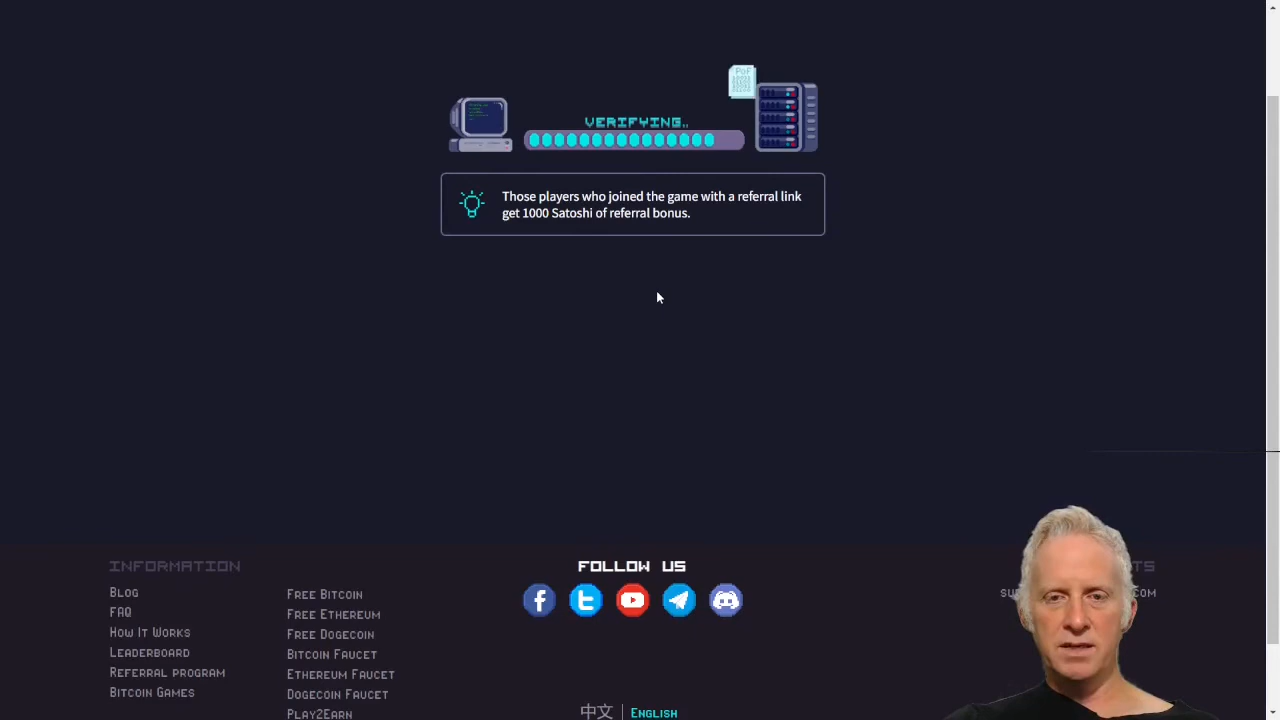 PoF
VERIFYING..
Those players who joined the game with a referral link
get 1000 Satoshi of referral bonus.
INFORMATION
Blog
FAQ
How It Works
Leaderboard
Referral program
Bitcoin Games
Free Bitcoin
Free Ethereum
Free Dogecoin
Bitcoin Faucet
Ethereum Faucet
Dogecoin Faucet
Play2Earn
FOLLOW US
中文 | English